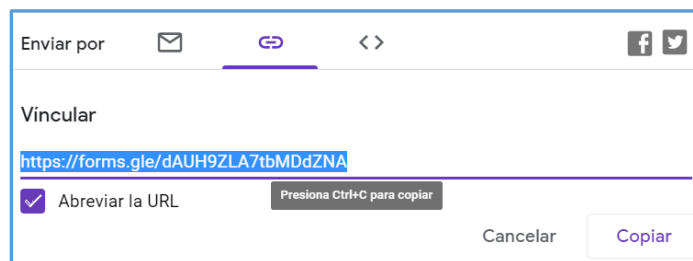 Enviar por
Víncular
https://forms.gle/dAUH9ZLA7tbMDdZNA
Abreviar la URL
Presiona Ctrl+C para copiar
Cancelar
Copiar